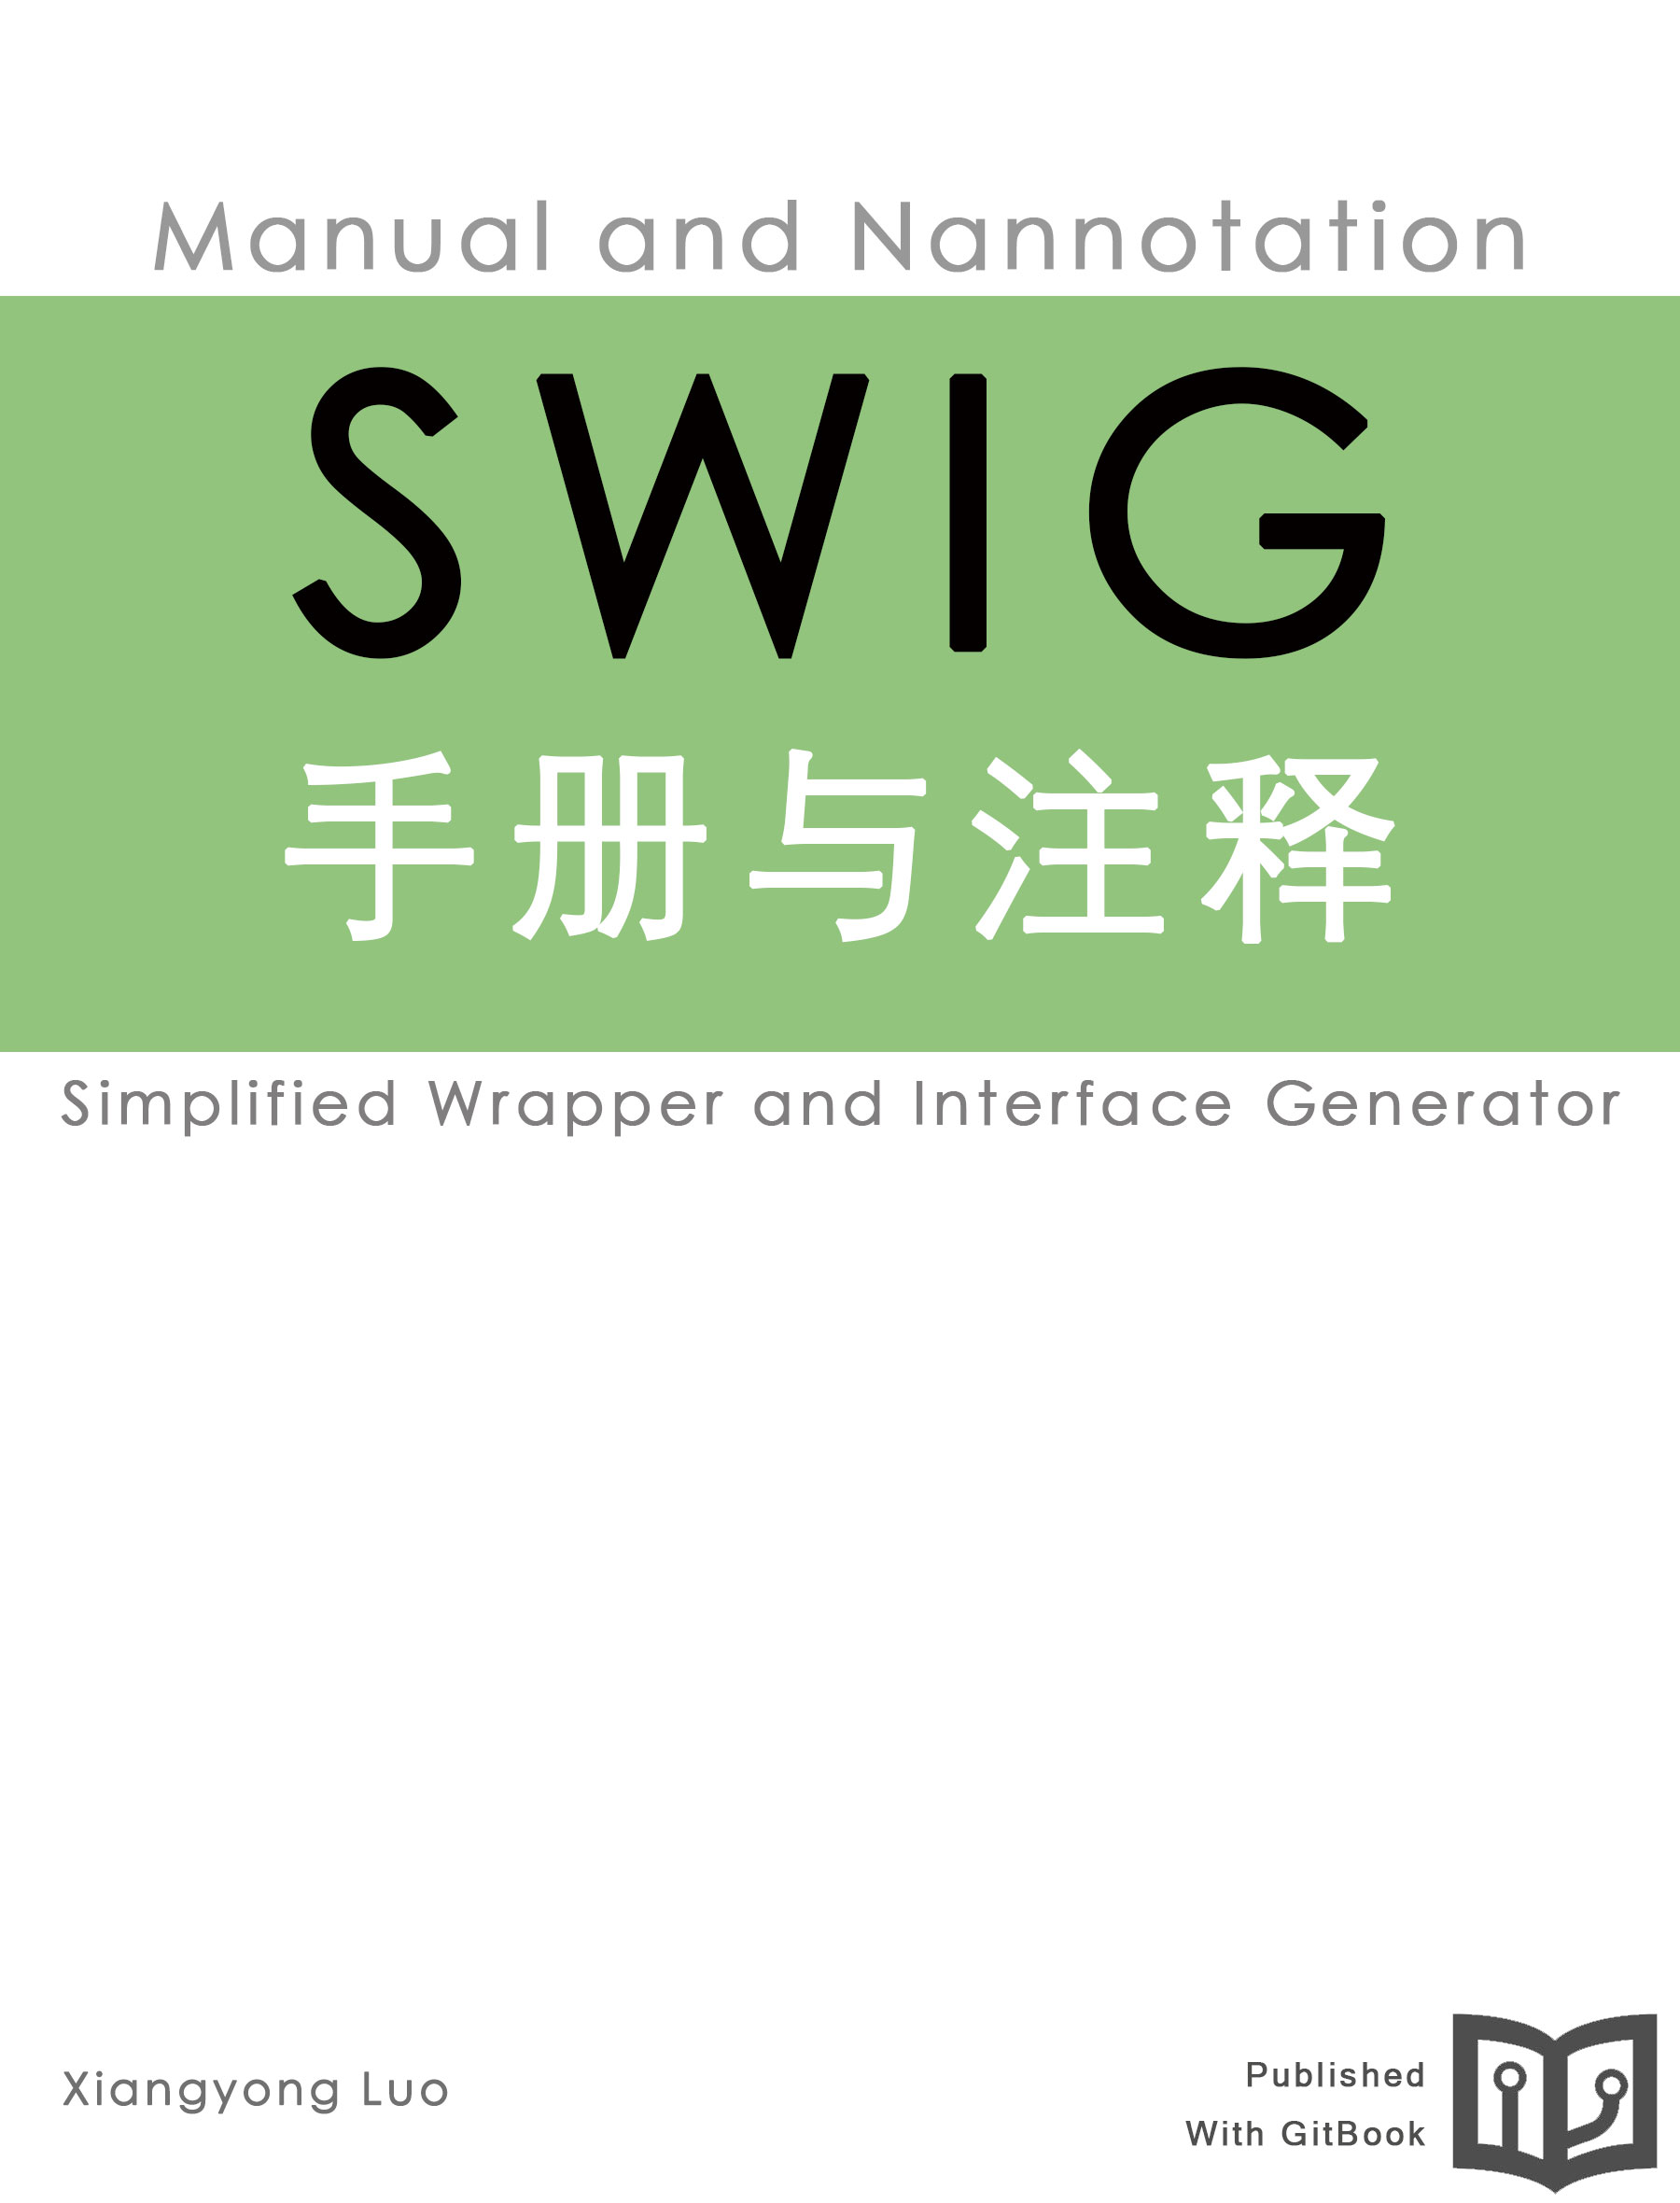 Manual and Nannotation
SWIG
手册与注释
Simplified Wrapper and Interface Generator
Xiangyong Luo
Published
With GitBook